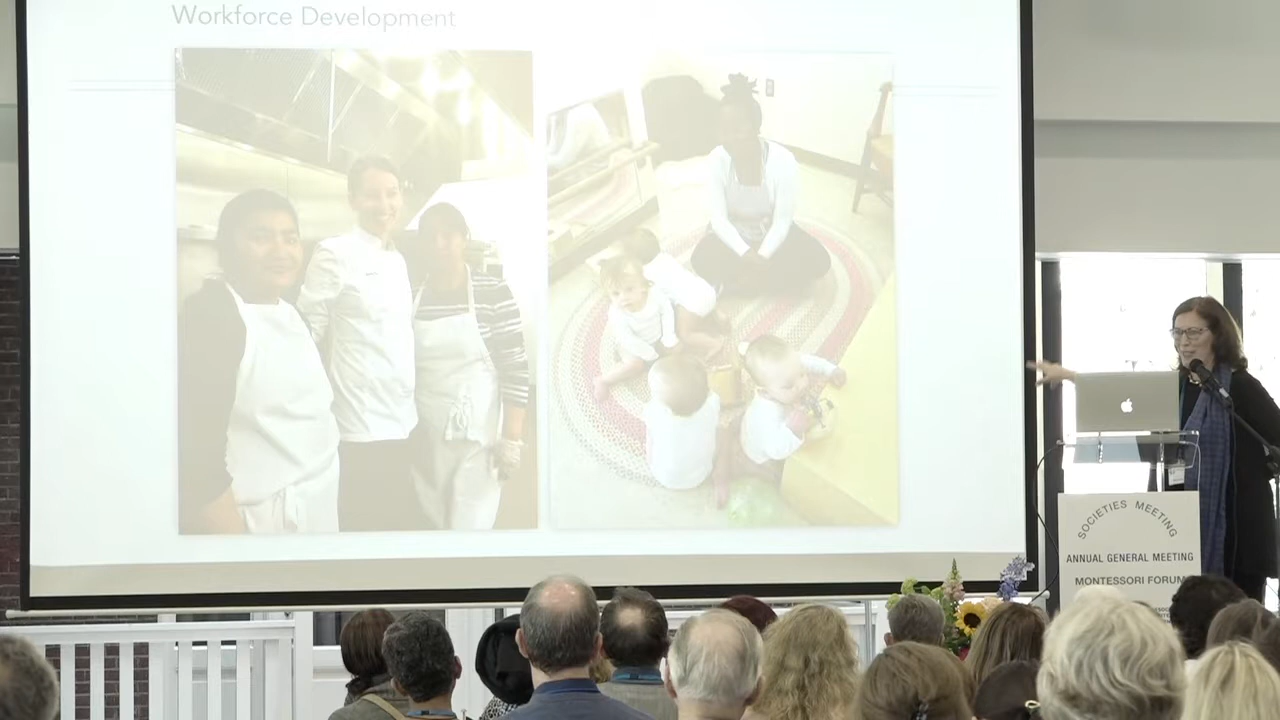 Workforce Development
SOCIETIES MEETING
ANNUAL GENERAL MEETING
MONTESSORI FORUM